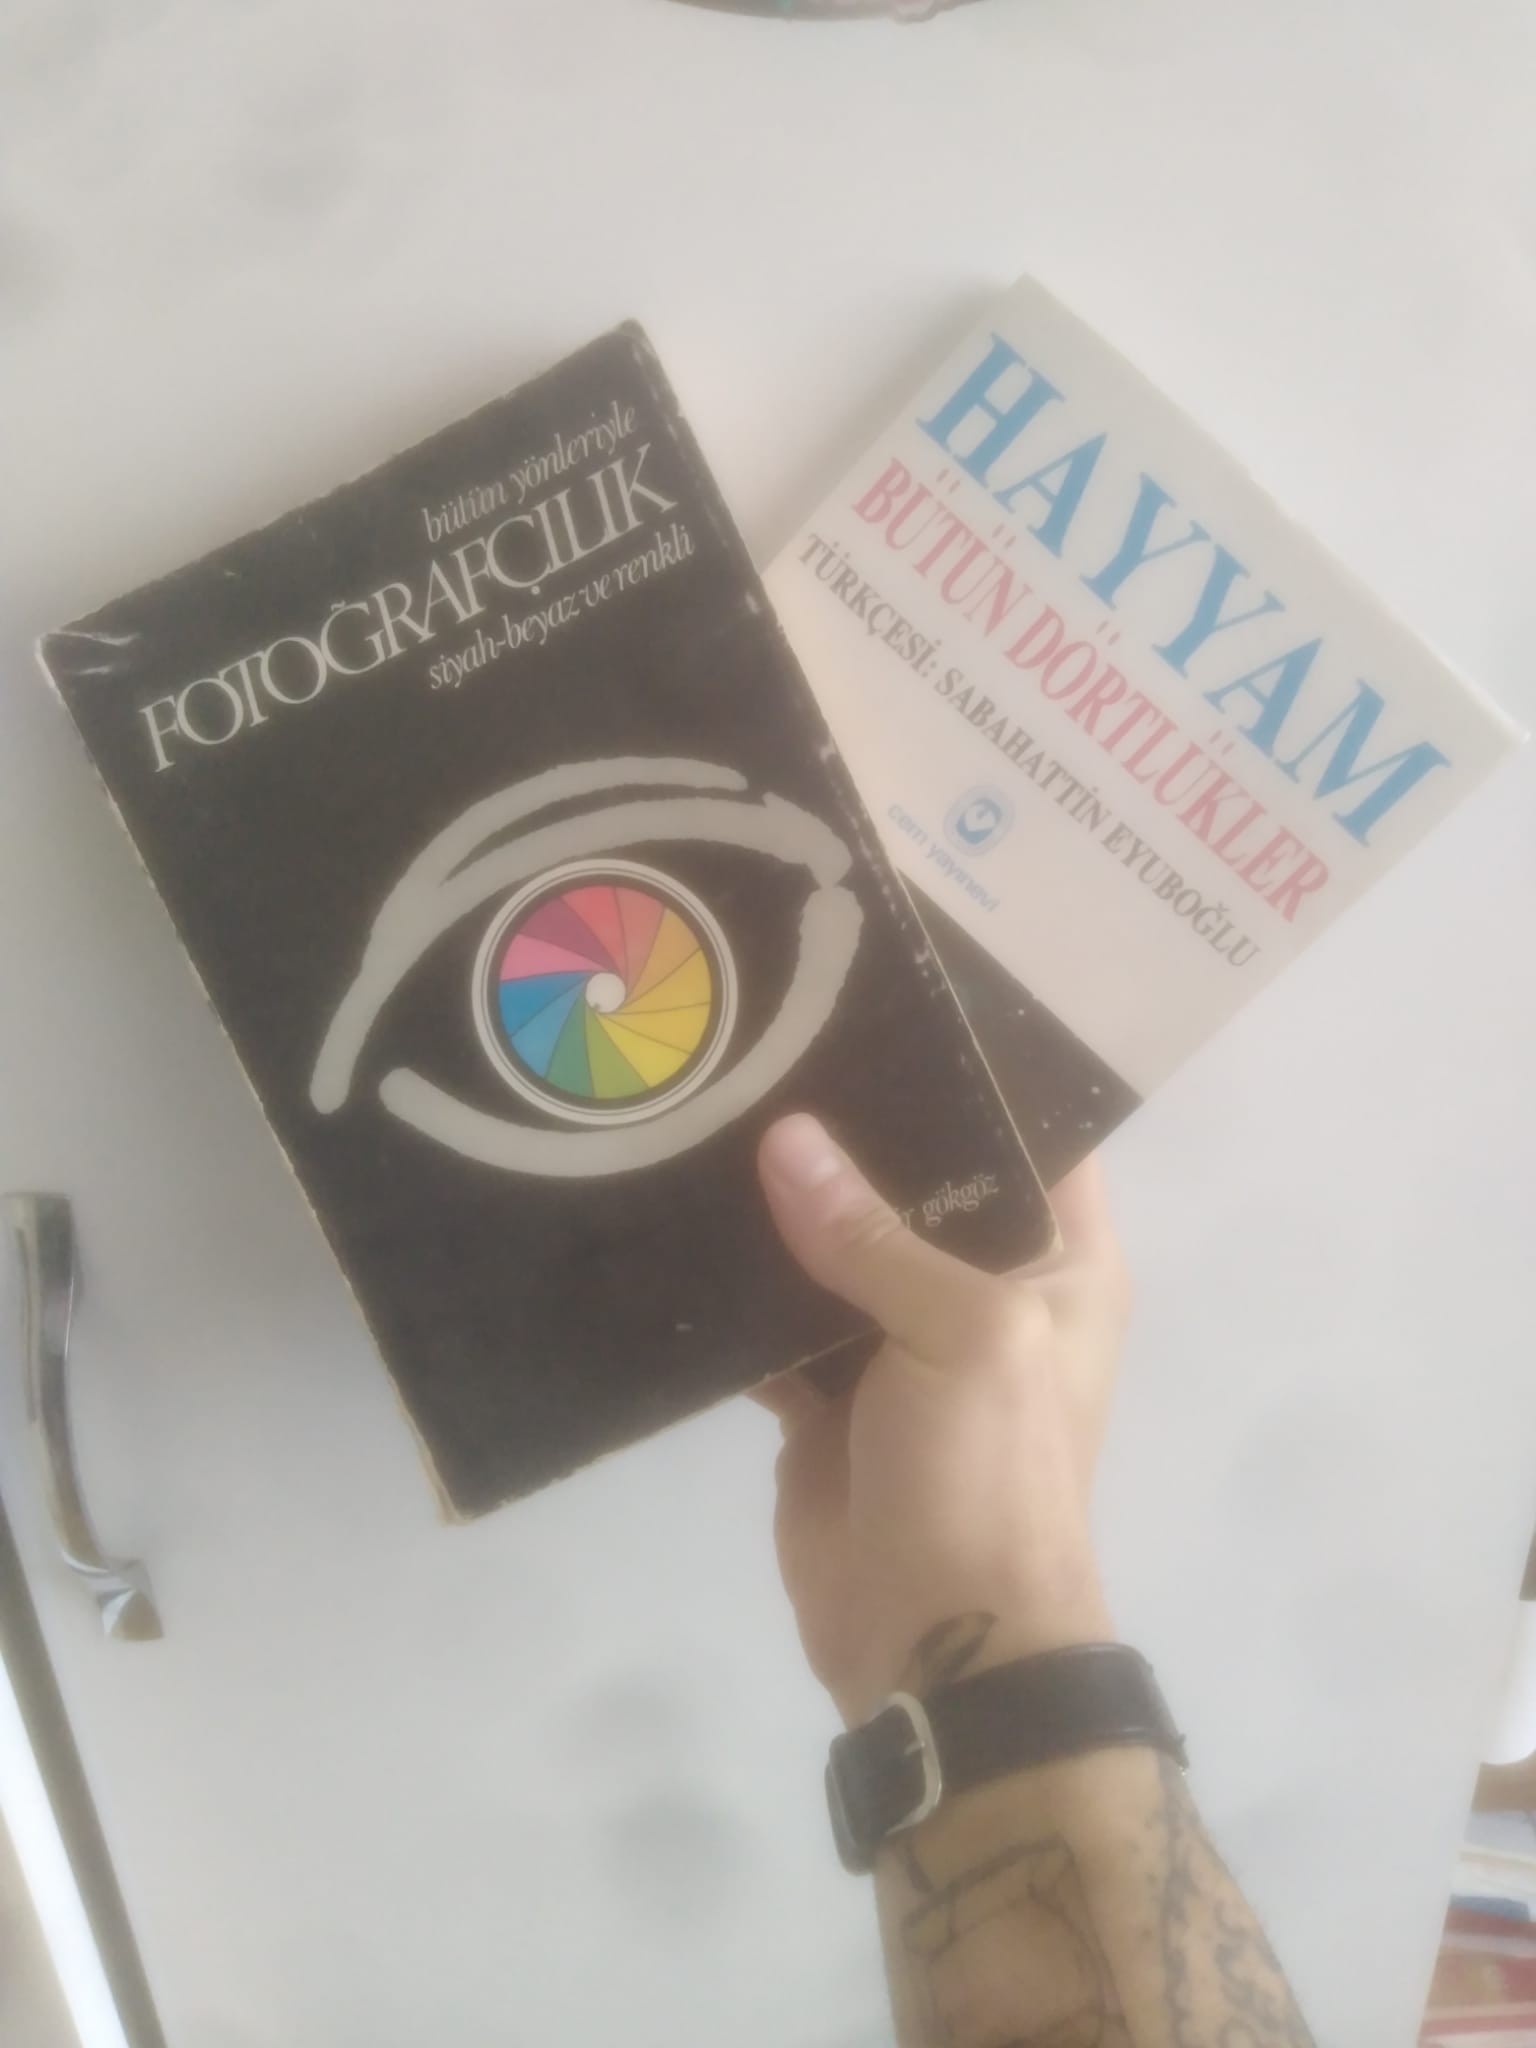 bütün yönleriyle
FOTOĞRAFÇILIK
siyah-beyaz ve renkli
gökgöz
HAYYAM
BÜTÜN DÖRTLÜKLER
TÜRKÇESİ: SABAHATTİN EYUBOĞLU
cem yayınevi